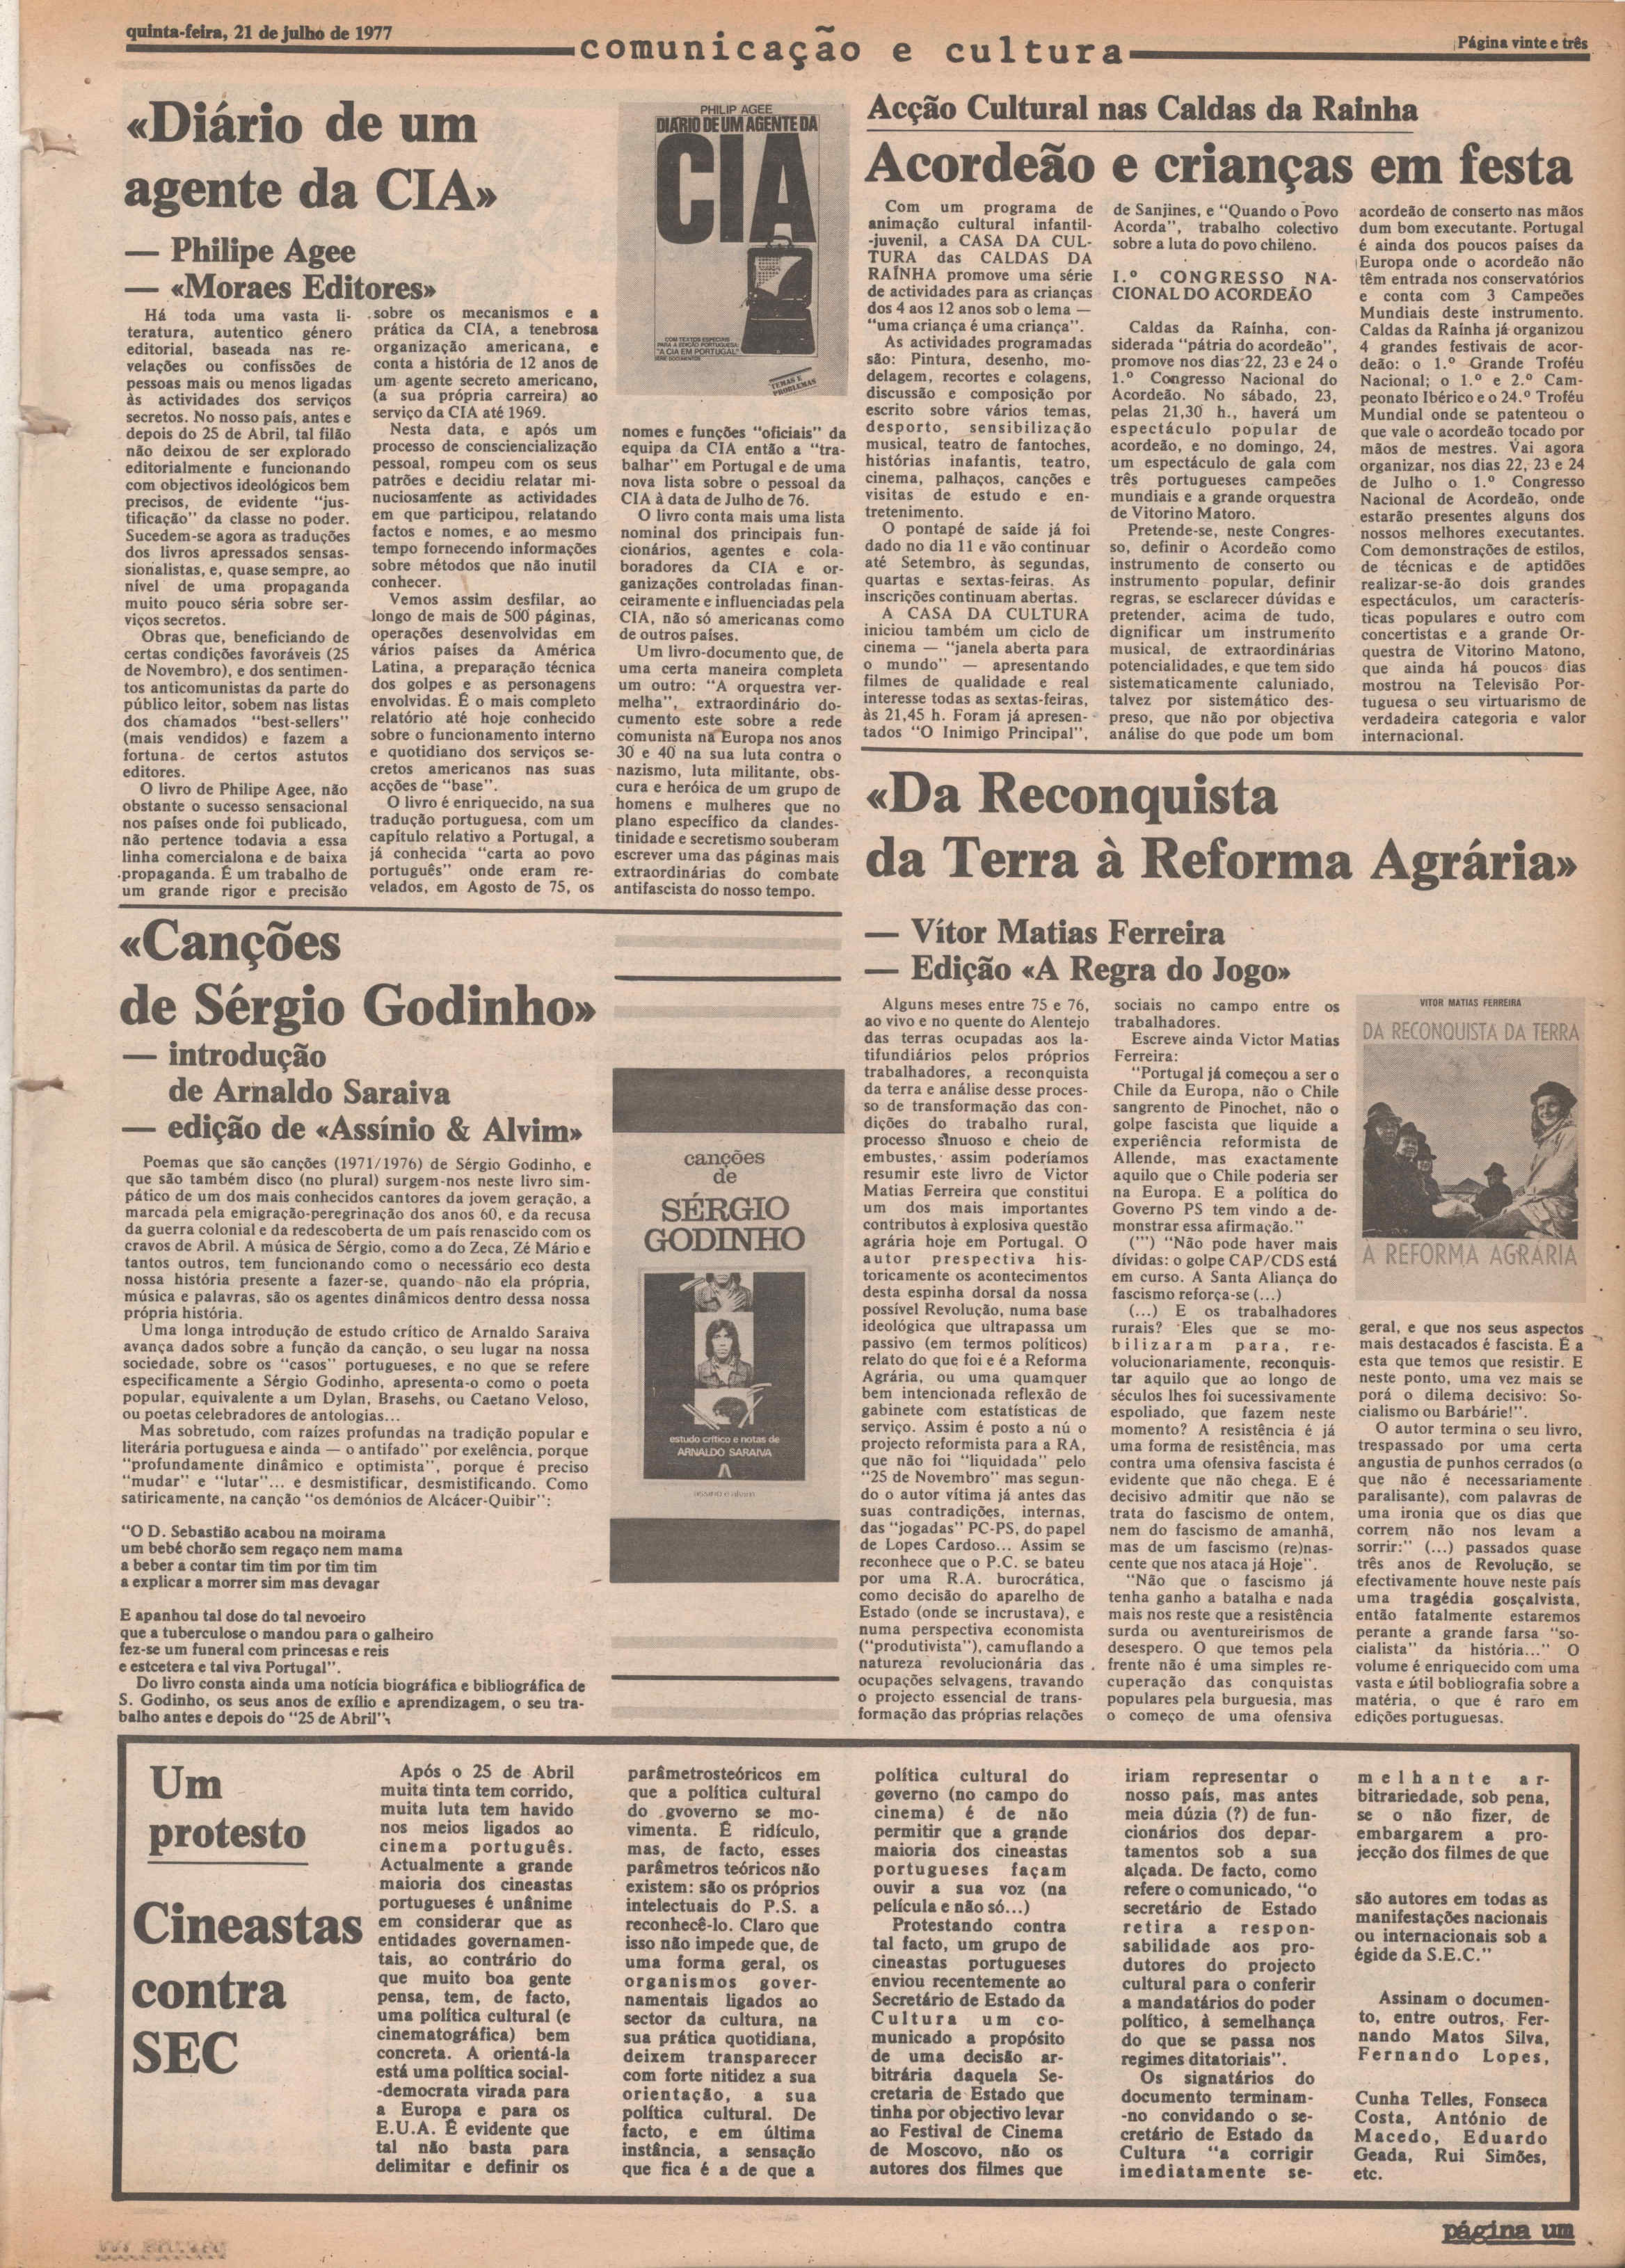 quinta-feira, 21 de julho de 1977
comunicação e cultura
Página vinte e três
«Diário de um
agente da CIA»
— Philipe Agee
— «Moraes Editores»
Há toda uma vasta li-
teratura, autentico género
editorial, baseada nas re-
velações ou confissões de
pessoas mais ou menos ligadas
às actividades dos serviços
secretos. No nosso país, antes e
depois do 25 de Abril, tal filão
não deixou de ser explorado
editorialmente e funcionando
com objectivos ideológicos bem
precisos, de evidente "jus-
tificação" da classe no poder.
Sucedem-se agora as traduções
dos livros apressados sensas-
sionalistas, e, quase sempre, ao
nível de uma propaganda
muito pouco séria sobre ser-
viços secretos.
Obras que, beneficiando de
certas condições favoráveis (25
de Novembro), e dos sentimen-
tos anticomunistas da parte do
público leitor, sobem nas listas
dos chamados "best-sellers"
(mais vendidos) e fazem a
fortuna de certos astutos
editores.
O livro de Philipe Agee, não
obstante o sucesso sensacional
nos países onde foi publicado,
não pertence todavia a essa
linha comercialona e de baixa
propaganda. É um trabalho de
um grande rigor e precisão
sobre os mecanismos e a
prática da CIA, a tenebrosa
organização americana, e
conta a história de 12 anos de
um agente secreto americano,
(a sua própria carreira) ao
serviço da CIA até 1969.
Nesta data, e após um
processo de consciencialização
pessoal, rompeu com os seus
patrões e decidiu relatar mi-
nuciosamente as actividades
em que participou, relatando
factos e nomes, e ao mesmo
tempo fornecendo informações
sobre métodos que não inutil
conhecer.
Vemos assim desfilar, ao
longo de mais de 500 páginas,
operações desenvolvidas em
vários países da América
Latina, a preparação técnica
dos golpes e as personagens
envolvidas. É o mais completo
relatório até hoje conhecido
sobre o funcionamento interno
e quotidiano dos serviços se-
cretos americanos nas suas
acções de "base".
O livro é enriquecido, na sua
tradução portuguesa, com um
capítulo relativo a Portugal, a
já conhecida "carta ao povo
português" onde eram re-
velados, em Agosto de 75, os
PHILIP AGEE
DIÁRIO DE UM AGENTE DA
CIA
COM TEXTOS ESPECIAIS
PARA A EDIÇÃO PORTUGUESA:
"A CIA EM PORTUGAL"
SÉRIE DOCUMENTOS
TEMAS E
PROBLEMAS
nomes e funções "oficiais" da
equipa da CIA então a "tra-
balhar" em Portugal e de uma
nova lista sobre o pessoal da
CIA à data de Julho de 76.
O livro conta mais uma lista
nominal dos principais fun-
cionários, agentes e cola-
boradores da CIA e or-
ganizações controladas finan-
ceiramente e influenciadas pela
CIA, não só americanas como
de outros países.
Um livro-documento que, de
uma certa maneira completa
um outro: "A orquestra ver-
melha", extraordinário do-
cumento este sobre a rede
comunista na Europa nos anos
30 e 40 na sua luta contra o
nazismo, luta militante, obs-
cura e heróica de um grupo de
homens e mulheres que no
plano específico da clandes-
tinidade e secretismo souberam
escrever uma das páginas mais
extraordinários do combate
antifascista do nosso tempo.
Acção Cultural nas Caldas da Rainha
Acordeão e crianças em festa
Com um programa de
animação cultural infantil-
-juvenil, a CASA DA CUL-
TURA das CALDAS DA
RAÍNHA promove uma série
de actividades para as crianças
dos 4 aos 12 anos sob o lema —
"uma criança é uma criança".
As actividades programadas
são: Pintura, desenho, mo-
delagem, recortes e colagens,
discussão e composição por
escrito sobre vários temas,
desporto, sensibilização
musical, teatro de fantoches,
histórias inafantis, teatro,
cinema, palhaços, canções e
visitas de estudo e en-
tretenimento.
O pontapé de saíde já foi
dado no dia 11 e vão continuar
até Setembro, às segundas,
quartas e sextas-feiras. As
inscrições continuam abertas.
A CASA DA CULTURA
iniciou também um ciclo de
cinema — "janela aberta para
o mundo" — apresentando
filmes de qualidade e real
interesse todas as sextas-feiras,
às 21,45 h. Foram já apresen-
tados "O Inimigo Principal",
de Sanjines, e "Quando o Povo
Acorda", trabalho colectivo
sobre a luta do povo chileno.
I.º CONGRESSO NA-
CIONAL DO ACORDEÃO
Caldas da Raínha, con-
siderada "pátria do acordeão",
promove nos dias 22, 23 e 24 o
1.º Congresso Nacional do
Acordeão. No sábado, 23,
pelas 21,30 h., haverá um
espectáculo popular de
acordeão, e no domingo, 24,
um espectáculo de gala com
três portugueses campeões
mundiais e a grande orquestra
de Vitorino Matoro.
Pretende-se, neste Congres-
so, definir o Acordeão como
instrumento de conserto ou
instrumento popular, definir
regras, se esclarecer dúvidas e
pretender, acima de tudo,
dignificar um instrumento
musical, de extraordinárias
potencialidades, e que tem sido
sistematicamente caluniado,
talvez por sistemático des-
preso, que não por objectiva
análise do que pode um bom
acordeão de conserto nas mãos
dum bom executante. Portugal
é ainda dos poucos países da
Europa onde o acordeão não
têm entrada nos conservatórios
e conta com 3 Campeões
Mundiais deste instrumento.
Caldas da Raínha já organizou
4 grandes festivais de acor-
deão: o 1.º Grande Troféu
Nacional; o 1.º e 2.º Cam-
peonato Ibérico e o 24.º Troféu
Mundial onde se patenteou o
que vale o acordeão tocado por
mãos de mestres. Vai agora
organizar, nos dias 22, 23 e 24
de Julho o 1.º Congresso
Nacional de Acordeão, onde
estarão presentes alguns dos
nossos melhores executantes.
Com demonstrações de estilos,
de técnicas e de aptidões
realizar-se-ão dois grandes
espectáculos, um caracterís-
ticas populares e outro com
concertistas e a grande Or-
questra de Vitorino Matono,
que ainda há poucos dias
mostrou na Televisão Por-
tuguesa o seu virtuarismo de
verdadeira categoria e valor
internacional.
«Canções
de Sérgio Godinho»
— introdução
de Arnaldo Saraiva
— edição de «Assínio & Alvim»
Poemas que são canções (1971/1976) de Sérgio Godinho, e
que são também disco (no plural) surgem-nos neste livro sim-
pático de um dos mais conhecidos cantores da jovem geração, a
marcada pela emigração-peregrinação dos anos 60, e da recusa
da guerra colonial e da redescoberta de um país renascido com os
cravos de Abril. A música de Sérgio, como a do Zeca, Zé Mário e
tantos outros, tem funcionando como o necessário eco desta
nossa história presente a fazer-se, quando não ela própria,
música e palavras, são os agentes dinâmicos dentro dessa nossa
própria história.
Uma longa introdução de estudo crítico de Arnaldo Saraiva
avança dados sobre a função da canção, o seu lugar na nossa
sociedade, sobre os "casos" portugueses, e no que se refere
especificamente a Sérgio Godinho, apresenta-o como o poeta
popular, equivalente a um Dylan, Brasehs, ou Caetano Veloso,
ou poetas celebradores de antologias...
Mas sobretudo, com raízes profundas na tradição popular e
literária portuguesa e ainda — o antifado" por exelência, porque
"profundamente dinâmico e optimista", porque é preciso
"mudar" e "lutar"... e desmistificar, desmistificando. Como
satiricamente, na canção "os demónios de Alcácer-Quibir":
"O D. Sebastião acabou na moirama
um bebé chorão sem regaço nem mama
a beber a contar tim tim por tim tim
a explicar a morrer sim mas devagar
E apanhou tal dose do tal nevoeiro
que a tuberculose o mandou para o galheiro
fez-se um funeral com princesas e reis
e estcetera e tal viva Portugal".
Do livro consta ainda uma notícia biográfica e bibliográfica de
S. Godinho, os seus anos de exílio e aprendizagem, o seu tra-
balho antes e depois do "25 de Abril".
canções
de
SÉRGIO
GODINHO
estudo crítico e notas de
ARNALDO SARAIVA
assírio e alvim
«Da Reconquista
da Terra à Reforma Agrária»
— Vítor Matias Ferreira
— Edição «A Regra do Jogo»
Alguns meses entre 75 e 76,
ao vivo e no quente do Alentejo
das terras ocupadas aos la-
tifundiários pelos próprios
trabalhadores, a reconquista
da terra e análise desse proces-
so de transformação das con-
dições do trabalho rural,
processo sinuoso e cheio de
embustes, assim poderíamos
resumir este livro de Victor
Matias Ferreira que constitui
um dos mais importantes
contributos à explosiva questão
agrária hoje em Portugal. O
autor prespectiva his-
toricamente os acontecimentos
desta espinha dorsal da nossa
possível Revolução, numa base
ideológica que ultrapassa um
passivo (em termos políticos)
relato do que foi e é a Reforma
Agrária, ou uma quamquer
bem intencionada reflexão de
gabinete com estatísticas de
serviço. Assim é posto a nú o
projecto reformista para a RA,
que não foi "liquidada" pelo
"25 de Novembro" mas segun-
do o autor vítima já antes das
suas contradições, internas,
das "jogadas" PC-PS, do papel
de Lopes Cardoso... Assim se
reconhece que o P.C. se bateu
por uma R.A. burocrática,
como decisão do aparelho de
Estado (onde se incrustava), e
numa perspectiva economista
("produtivista"), camuflando a
natureza revolucionária das
ocupações selvagens, travando
o projecto essencial de trans-
formação das próprias relações
sociais no campo entre os
trabalhadores.
Escreve ainda Victor Matias
Ferreira:
"Portugal já começou a ser o
Chile da Europa, não o Chile
sangrento de Pinochet, não o
golpe fascista que liquide a
experiência reformista de
Allende, mas exactamente
aquilo que o Chile poderia ser
na Europa. E a política do
Governo PS tem vindo a de-
monstrar essa afirmação."
("') "Não pode haver mais
dívidas: o golpe CAP/CDS está
em curso. A Santa Aliança do
fascismo reforça-se (...)
(...) E os trabalhadores
rurais? Eles que se mo-
bilizaram para, re-
volucionariamente, reconquis-
tar aquilo que ao longo de
séculos lhes foi sucessivamente
espoliado, que fazem neste
momento? A resistência é já
uma forma de resistência, mas
contra uma ofensiva fascista é
evidente que não chega. E é
decisivo admitir que não se
trata do fascismo de ontem,
nem do fascismo de amanhã,
mas de um fascismo (re)nas-
cente que nos ataca já Hoje".
"Não que o fascismo já
tenha ganho a batalha e nada
mais nos reste que a resistência
surda ou aventureirismos de
desespero. O que temos pela
frente não é uma simples re-
cuperação das conquistas
populares pela burguesia, mas
o começo de uma ofensiva
VITOR MATIAS FERREIRA
DA RECONQUISTA DA TERRA
À REFORMA AGRÁRIA
geral, e que nos seus aspectos
mais destacados é fascista. É a
esta que temos que resistir. E
neste ponto, uma vez mais se
porá o dilema decisivo: So-
cialismo ou Barbárie!".
O autor termina o seu livro,
trespassado por uma certa
angustia de punhos cerrados (o
que não é necessariamente
paralisante), com palavras de
uma ironia que os dias que
correm não nos levam a
sorrir:" (...) passados quase
três anos de Revolução, se
efectivamente houve neste país
uma tragédia gosçalvista,
então fatalmente estaremos
perante a grande farsa "so-
cialista" da história..." O
volume é enriquecido com uma
vasta e útil bobliografia sobre a
matéria, o que é raro em
edições portuguesas.
Um
protesto
Cineastas
contra
SEC
Após o 25 de Abril
muita tinta tem corrido,
muita luta tem havido
nos meios ligados ao
cinema português.
Actualmente a grande
maioria dos cineastas
portugueses é unânime
em considerar que as
entidades governamen-
tais, ao contrário do
que muito boa gente
pensa, tem, de facto,
uma política cultural (e
cinematográfica) bem
concreta. A orientá-la
está uma política social-
-democrata virada para
a Europa e para os
E.U.A. É evidente que
tal não basta para
delimitar e definir os
parâmetrosteóricos em
que a política cultural
do gvoverno se mo-
vimenta. É ridículo,
mas, de facto, esses
parâmetros teóricos não
existem: são os próprios
intelectuais do P.S. a
reconhecê-lo. Claro que
isso não impede que, de
uma forma geral, os
organismos gover-
namentais ligados ao
sector da cultura, na
sua prática quotidiana,
deixem transparecer
com forte nitidez a sua
orientação, a sua
política cultural. De
facto, e em última
instância, a sensação
que fica é a de que a
política cultural do
governo (no campo do
cinema) é de não
permitir que a grande
maioria dos cineastas
portugueses façam
ouvir a sua voz (na
película e não só...)
Protestando contra
tal facto, um grupo de
cineastas portugueses
enviou recentemente ao
Secretário de Estado da
Cultura um co-
municado a propósito
de uma decisão ar-
bitrária daquela Se-
cretaria de Estado que
tinha por objectivo levar
ao Festival de Cinema
de Moscovo, não os
autores dos filmes que
iriam representar o
nosso país, mas antes
meia dúzia (?) de fun-
cionários dos depar-
tamentos sob a sua
alçada. De facto, como
refere o comunicado, "o
secretário de Estado
retira a respon-
sabilidade aos pro-
dutores do projecto
cultural para o conferir
a mandatários do poder
político, à semelhança
do que se passa nos
regimes ditatoriais".
Os signatários do
documento terminam-
-no convidando o se-
cretário de Estado da
Cultura "a corrigir
imediatamente se-
melhante ar-
bitrariedade, sob pena,
se o não fizer, de
embargarem a pro-
jecção dos filmes de que
são autores em todas as
manifestações nacionais
ou internacionais sob a
égide da S.E.C."
Assinam o documen-
to, entre outros, Fer-
nando Matos Silva,
Fernando Lopes,
Cunha Telles, Fonseca
Costa, António de
Macedo, Eduardo
Geada, Rui Simões,
etc.
página um